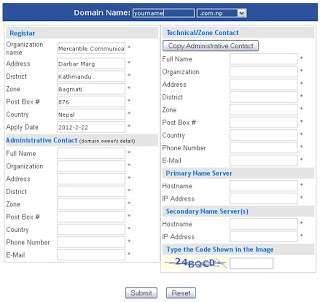 Domain Name: yourname .com.np
Registar
Organization name Mercantile Communica *
Address Darbar Marg *
District Kathmandu *
Zone Bagmati *
Post Box # 876 *
Country Nepal *
Apply Date 2012-2-22 *
Administrative Contact (domain owner's detail)
Full Name *
Organization *
Address *
District *
Zone *
Post Box # *
Country *
Phone Number *
E-Mail *
Technical/Zone Contact
Copy Administrative Contact
Full Name *
Organization *
Address *
District *
Zone *
Post Box # *
Country *
Phone Number *
E-Mail *
Primary Name Server
Hostname *
IP Address *
Secondary Name Server(s)
Hostname *
IP Address *
Type the Code Shown in the Image
Submit Reset